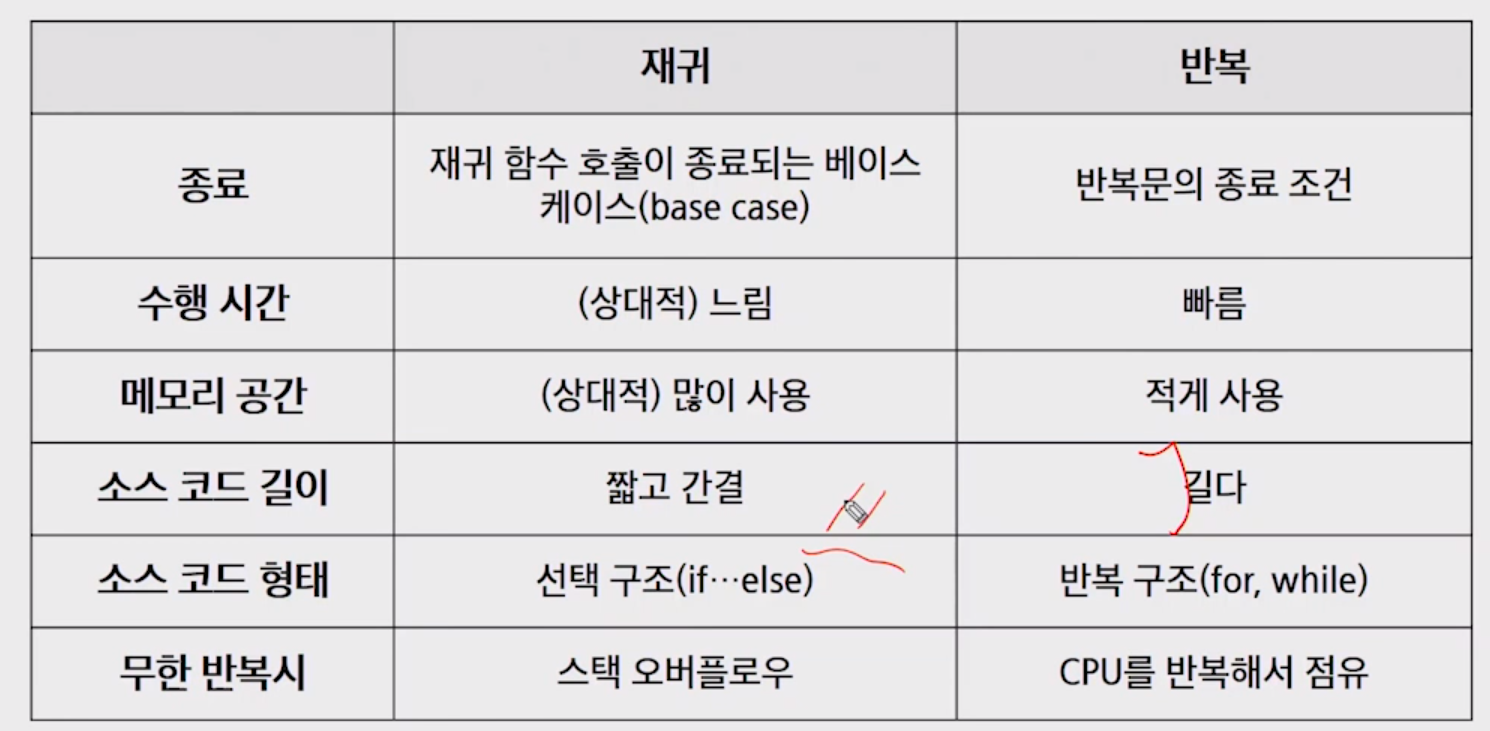 재귀
반복
종료
재귀 함수 호출이 종료되는 베이스
케이스(base case)
반복문의 종료 조건
수행 시간
(상대적) 느림
빠름
메모리 공간
(상대적) 많이 사용
적게 사용
소스 코드 길이
짧고 간결
길다
소스 코드 형태
선택 구조(if…else)
반복 구조(for, while)
무한 반복시
스택 오버플로우
CPU를 반복해서 점유